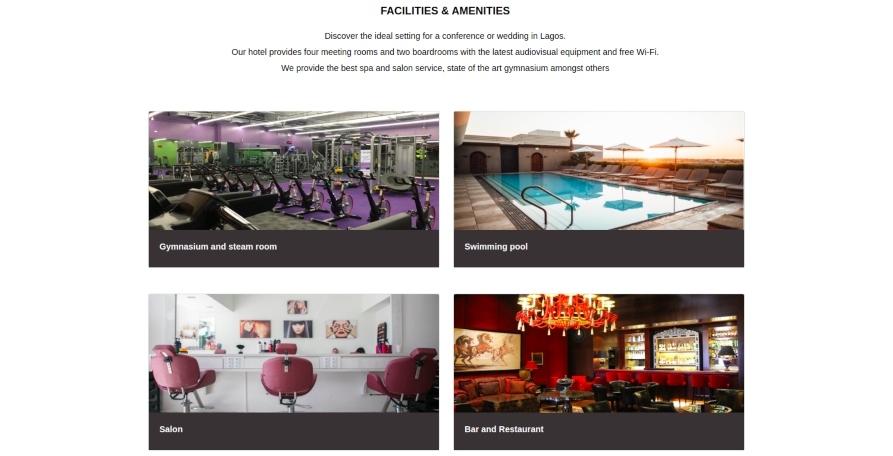 FACILITIES & AMENITIES
Discover the ideal setting for a conference or wedding in Lagos.
Our hotel provides four meeting rooms and two boardrooms with the latest audiovisual equipment and free Wi-Fi.
We provide the best spa and salon service, state of the art gymnasium amongst others
Gymnasium and steam room
Swimming pool
Salon
Bar and Restaurant